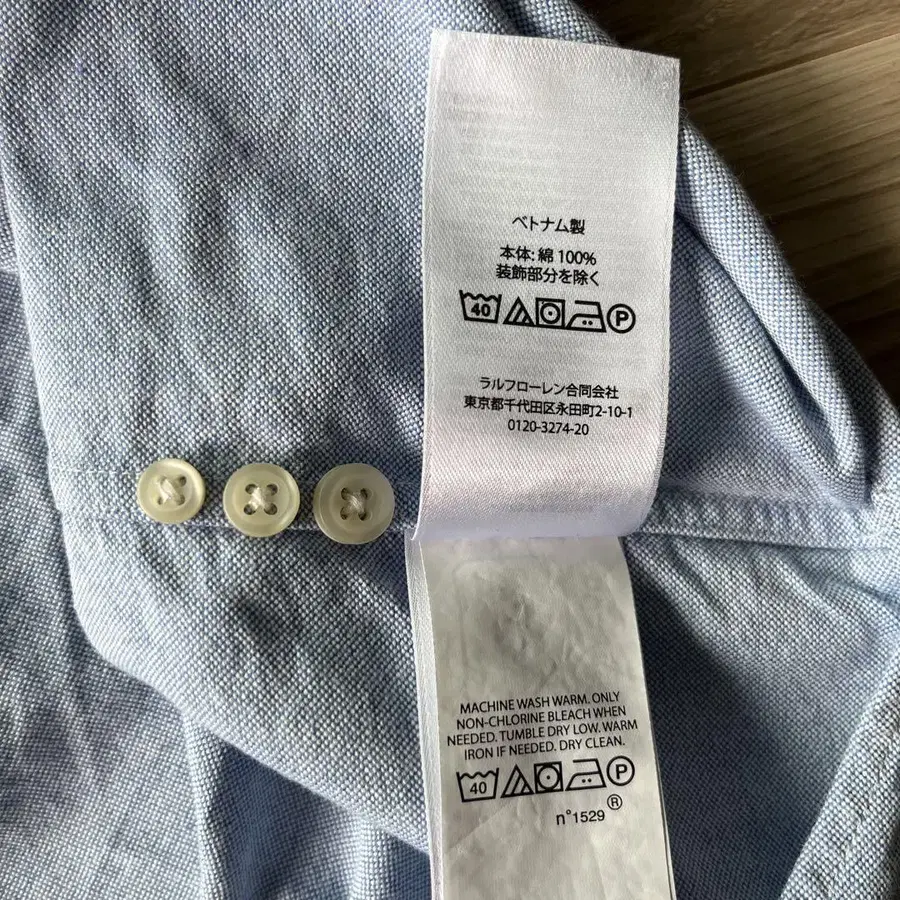 ベトナム製
本体: 綿 100%
装飾部分を除く
40 P
ラルフローレン合同会社
東京都千代田区永田町2-10-1
0120-3274-20
MACHINE WASH WARM. ONLY
NON-CHLORINE BLEACH WHEN
NEEDED. TUMBLE DRY LOW. WARM
IRON IF NEEDED. DRY CLEAN.
40 P
n°1529 ®